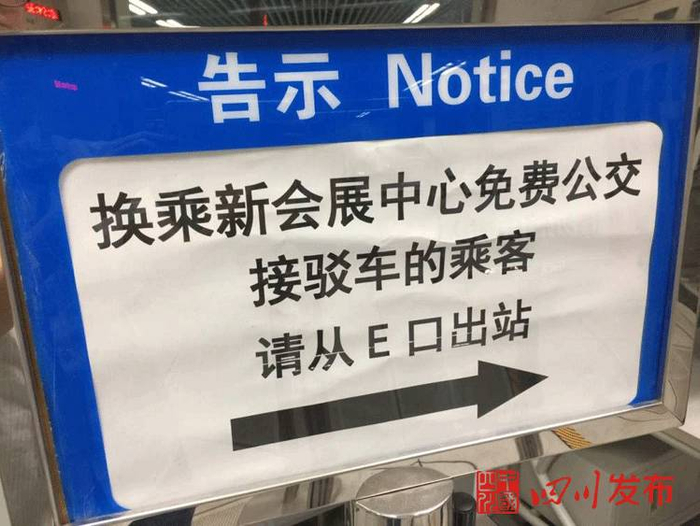 告示 Notice
换乘新会展中心免费公交
接驳车的乘客
请从E口出站
四川发布